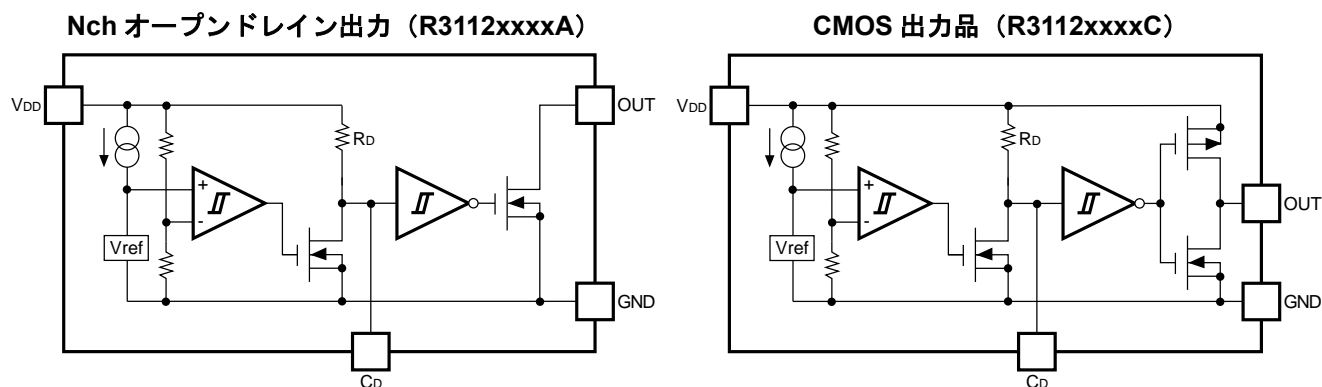 Nch オープンドレイン出力（R3112xxxxA）
VDD
OUT
RD
+
-
Vref
GND
CD
CMOS 出力品（R3112xxxxC）
VDD
RD
+
-
OUT
Vref
GND
CD